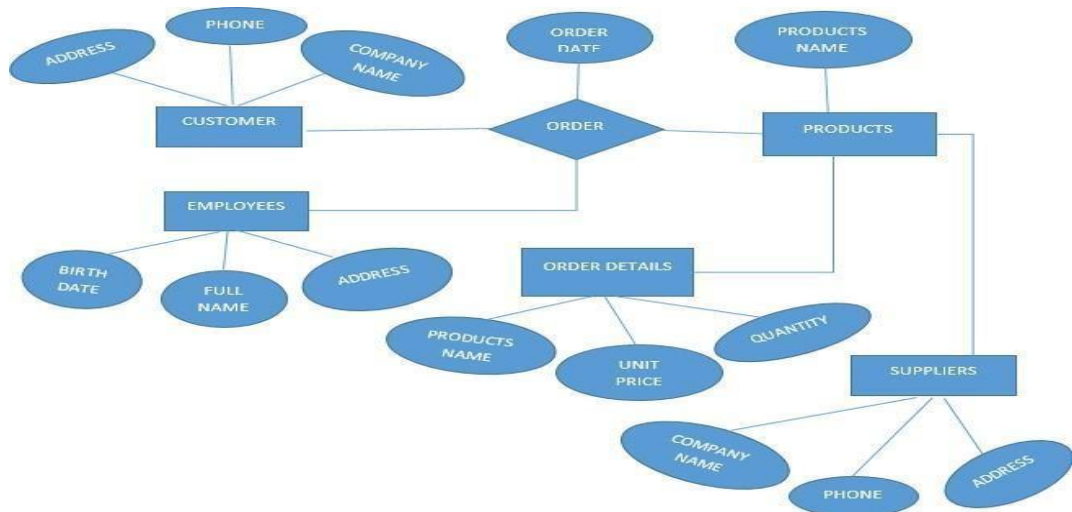 PHONE
ADDRESS
COMPANY
NAME
ORDER
DATE
PRODUCTS
NAME
CUSTOMER
ORDER
PRODUCTS
EMPLOYEES
BIRTH
DATE
FULL
NAME
ADDRESS
ORDER DETAILS
PRODUCTS
NAME
UNIT
PRICE
QUANTITY
SUPPLIERS
COMPANY
NAME
PHONE
ADDRESS